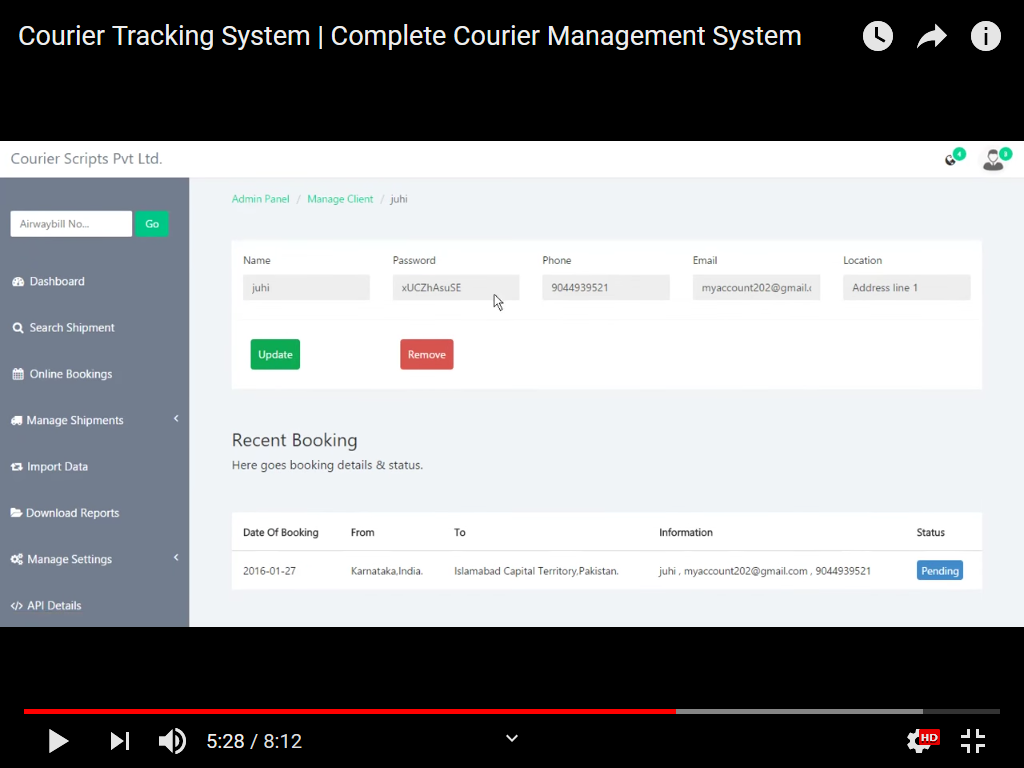 Courier Tracking System | Complete Courier Management System
Courier Scripts Pvt Ltd.
Airwaybill No...
Go
Dashboard
Search Shipment
Online Bookings
Manage Shipments
Import Data
Download Reports
Manage Settings
</> API Details
Admin Panel / Manage Client / juhi
Name Password Phone Email Location
juhi xUCZhAsuSE 9044939521 myaccount202@gmail.c Address line 1
Update Remove
Recent Booking
Here goes booking details & status.
Date Of Booking From To Information Status
2016-01-27 Karnataka,India. Islamabad Capital Territory,Pakistan. juhi , myaccount202@gmail.com , 9044939521 Pending
5:28 / 8:12
HD